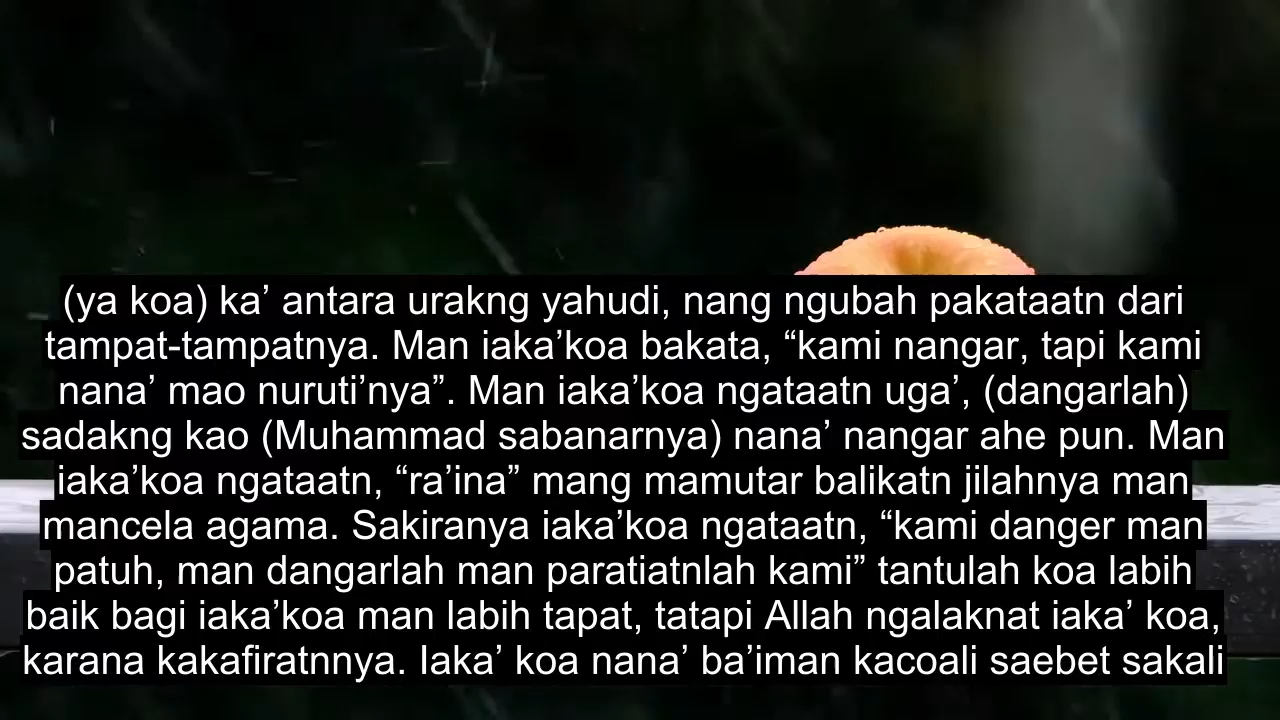 (ya koa) ka’ antara urakng yahudi, nang ngubah pakataatn dari
tampat-tampatnya. Man iaka’koa bakata, “kami nangar, tapi kami
nana’ mao nuruti’nya”. Man iaka’koa ngataatn uga’, (dangarlah)
sadakng kao (Muhammad sabanarnya) nana’ nangar ahe pun. Man
iaka’koa ngataatn, “ra’ina” mang mamutar balikatn jilahnya man
mancela agama. Sakiranya iaka’koa ngataatn, “kami danger man
patuh, man dangarlah man paratiatnlah kami” tantulah koa labih
baik bagi iaka’koa man labih tapat, tatapi Allah ngalaknat iaka’ koa,
karana kakafiratnnya. Iaka’ koa nana’ ba’iman kacoali saebet sakali